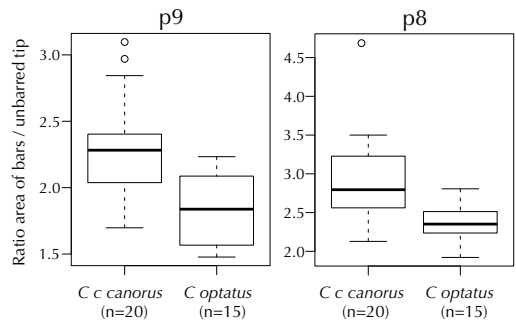 p9
p8
Ratio area of bars / unbarred tip
3.0
2.5
2.0
1.5
4.5
4.0
3.5
3.0
2.5
2.0
C c canorus
(n=20)
C optatus
(n=15)
C c canorus
(n=20)
C optatus
(n=15)